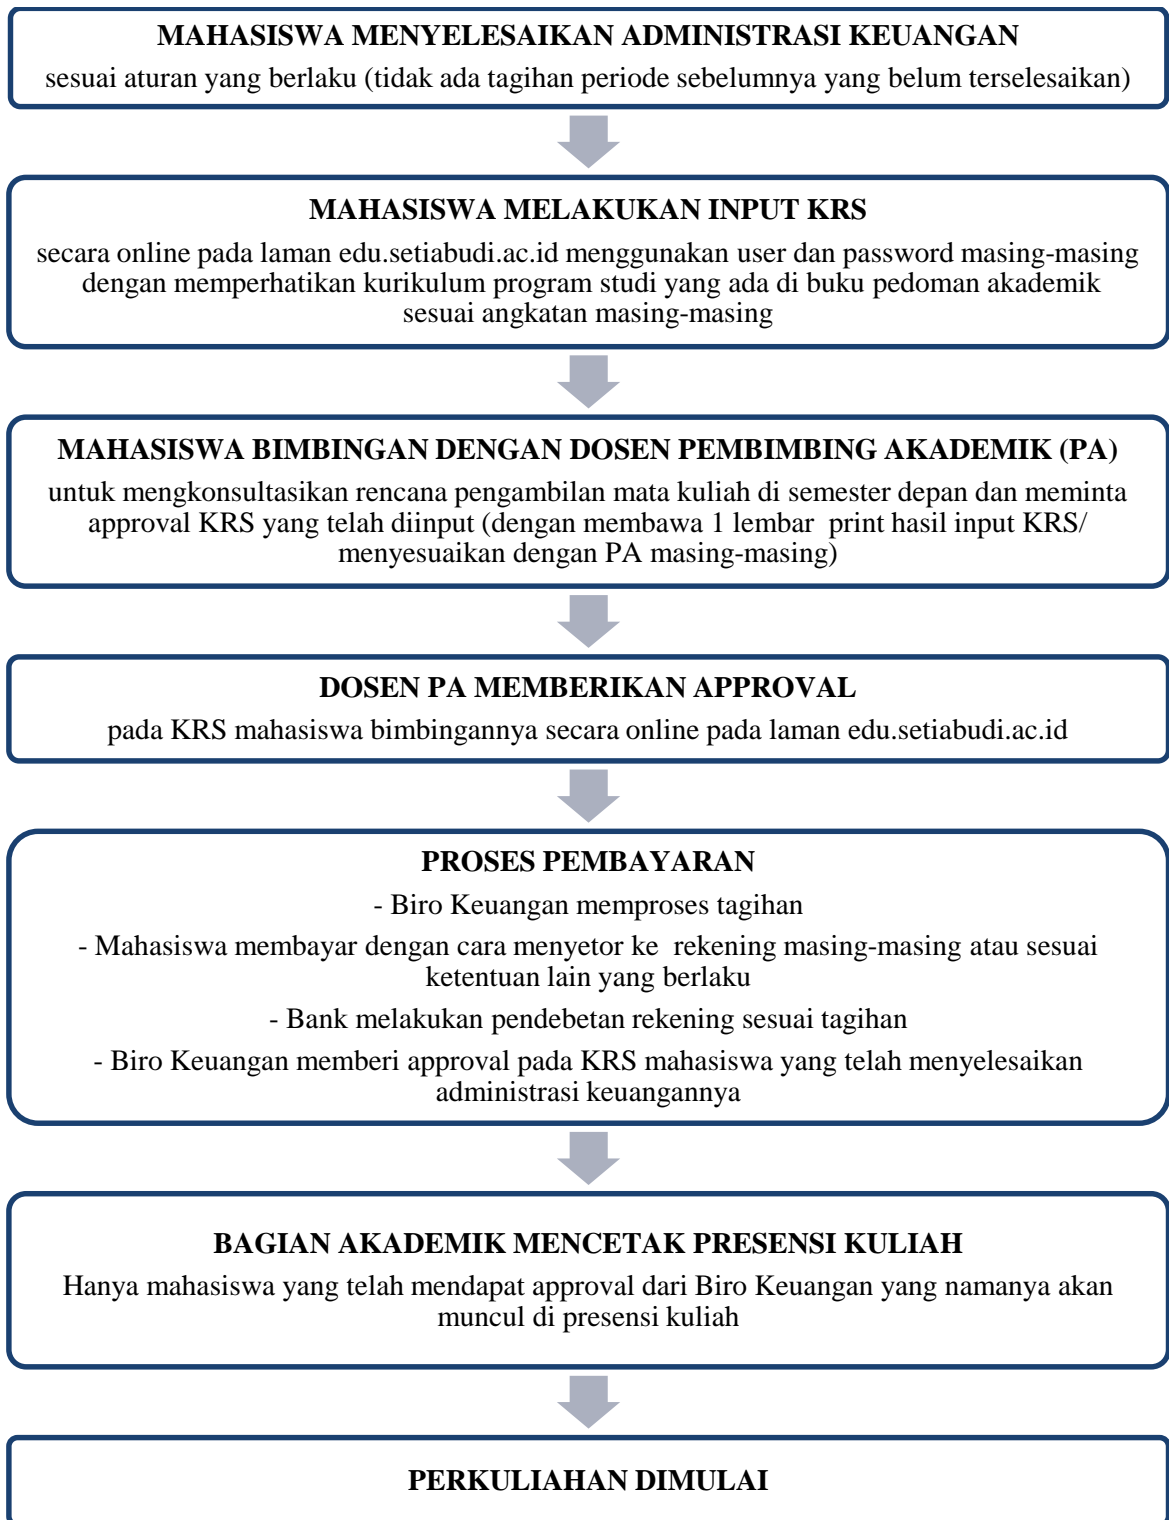 MAHASISWA MENYELESAIKAN ADMINISTRASI KEUANGAN
sesuai aturan yang berlaku (tidak ada tagihan periode sebelumnya yang belum terselesaikan)
MAHASISWA MELAKUKAN INPUT KRS
secara online pada laman edu.setiabudi.ac.id menggunakan user dan password masing-masing
dengan memperhatikan kurikulum program studi yang ada di buku pedoman akademik
sesuai angkatan masing-masing
MAHASISWA BIMBINGAN DENGAN DOSEN PEMBIMBING AKADEMIK (PA)
untuk mengkonsultasikan rencana pengambilan mata kuliah di semester depan dan meminta
approval KRS yang telah diinput (dengan membawa 1 lembar  print hasil input KRS/
menyesuaikan dengan PA masing-masing)
DOSEN PA MEMBERIKAN APPROVAL
pada KRS mahasiswa bimbingannya secara online pada laman edu.setiabudi.ac.id
PROSES PEMBAYARAN
- Biro Keuangan memproses tagihan
- Mahasiswa membayar dengan cara menyetor ke  rekening masing-masing atau sesuai
ketentuan lain yang berlaku
- Bank melakukan pendebetan rekening sesuai tagihan
- Biro Keuangan memberi approval pada KRS mahasiswa yang telah menyelesaikan
administrasi keuangannya
BAGIAN AKADEMIK MENCETAK PRESENSI KULIAH
Hanya mahasiswa yang telah mendapat approval dari Biro Keuangan yang namanya akan
muncul di presensi kuliah
PERKULIAHAN DIMULAI